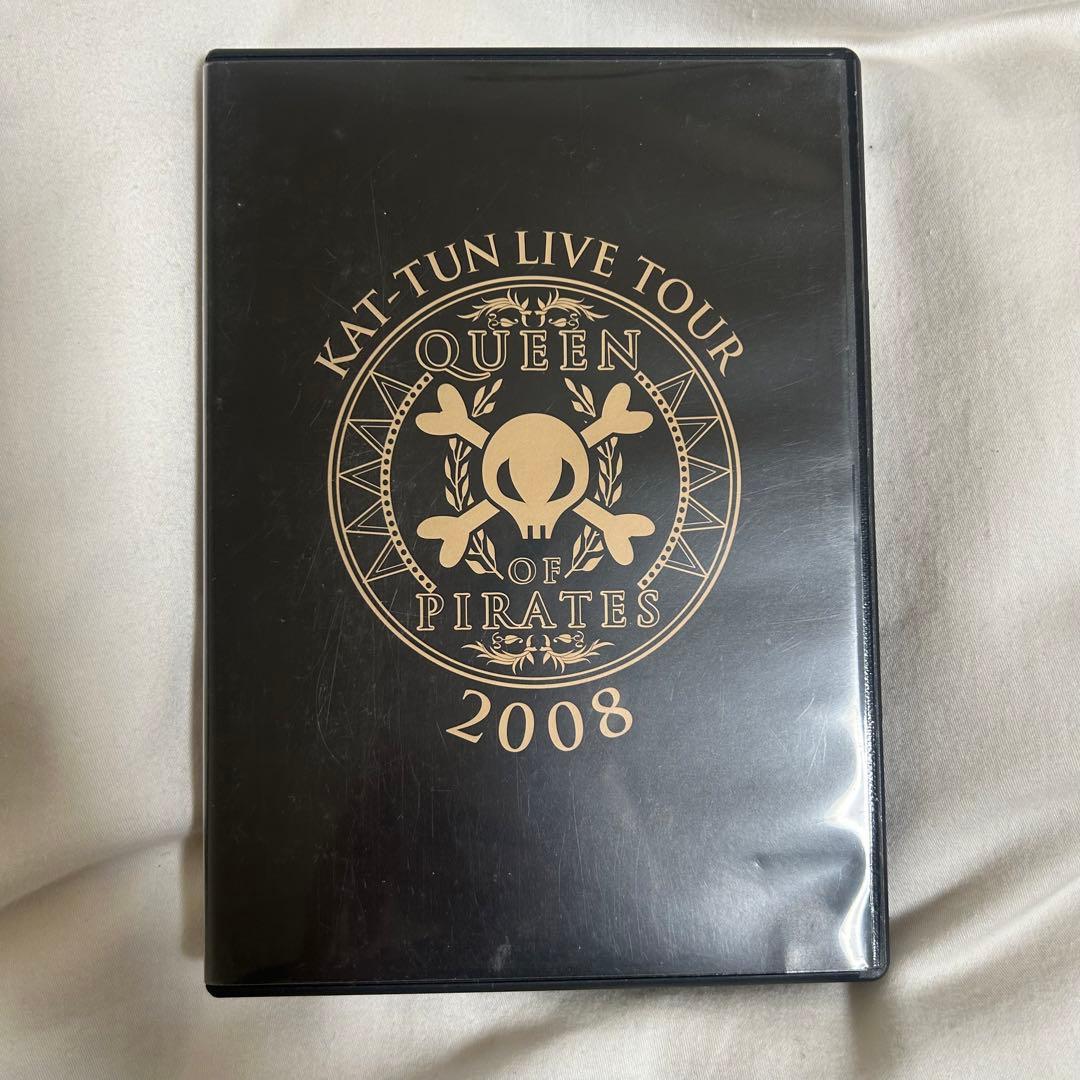 KAT-TUN LIVE TOUR
QUEEN
OF
PIRATES
2008